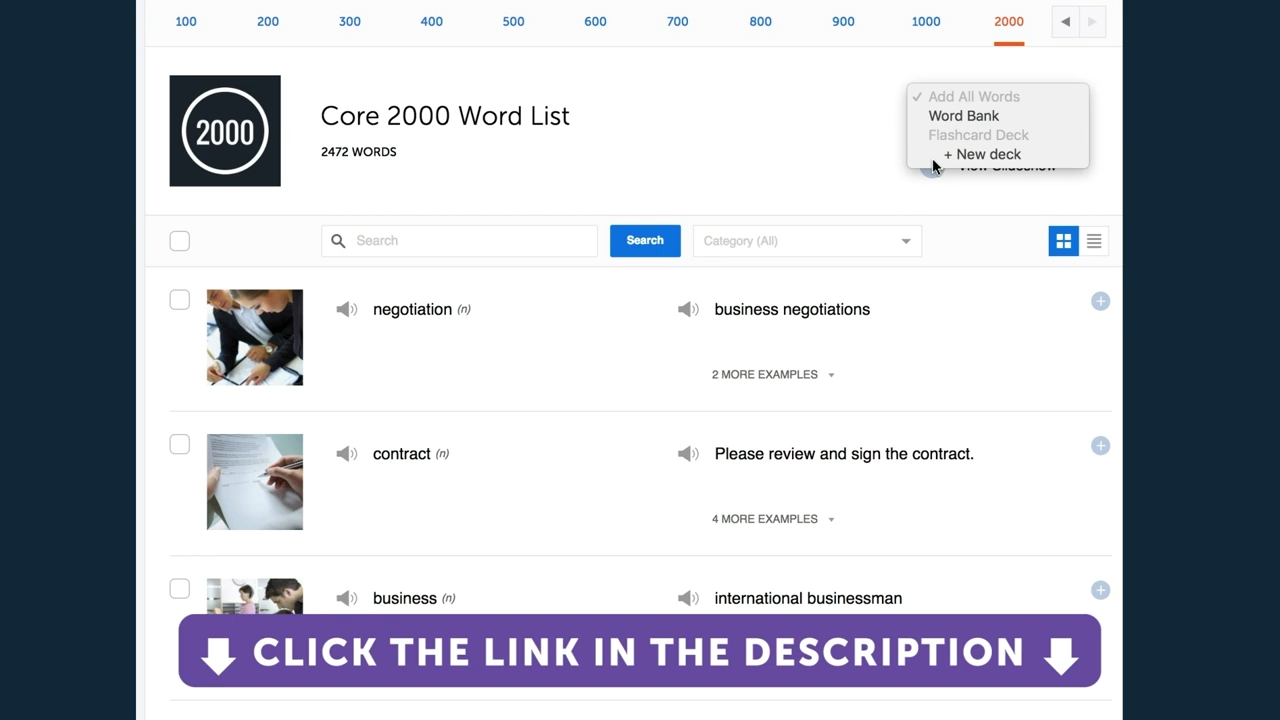 100 200 300 400 500 600 700 800 900 1000 2000
2000
Core 2000 Word List
2472 WORDS
✓ Add All Words
Word Bank
Flashcard Deck
+ New deck
View Slideshow
Search
Search
Category (All)
negotiation (n)
business negotiations
2 MORE EXAMPLES
contract (n)
Please review and sign the contract.
4 MORE EXAMPLES
business (n)
international businessman
CLICK THE LINK IN THE DESCRIPTION